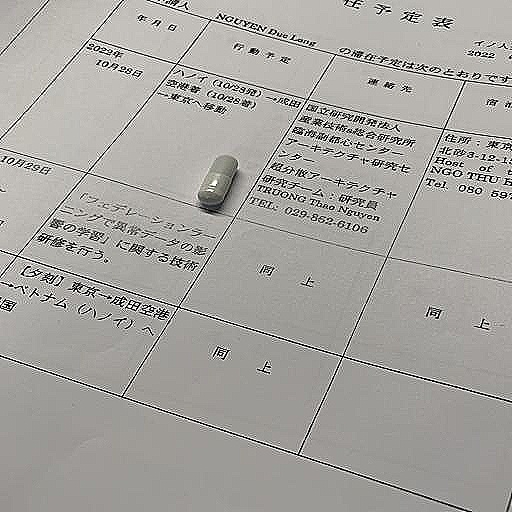 在予定表
人 NGUYEN Duc Long の滞在予定は次のとおりです
2022
年月日
行動予定
連絡先
2022年
10月28日
ハノイ(10/28発)→成田
空港着(10/28着)
→東京へ移動
国立研究開発法人
産業技術総合研究所
臨海副都心センター
アーキテクチャ研究セ
ンター
超分散アーキテクチャ
研究チーム:研究員
TRUONG Thao Nguyen
TEL: 029-862-6106
住所:東京
北砂3-12-1
Host of
NGO THU H
Tel. 080 597
10月29日
「フェデレーションラー
ニングで異常データの影
響の学習」に関する技術
研修を行う。
同上
同上
【夕刻】東京→成田空港
→ベトナム(ハノイ)へ
国
同上